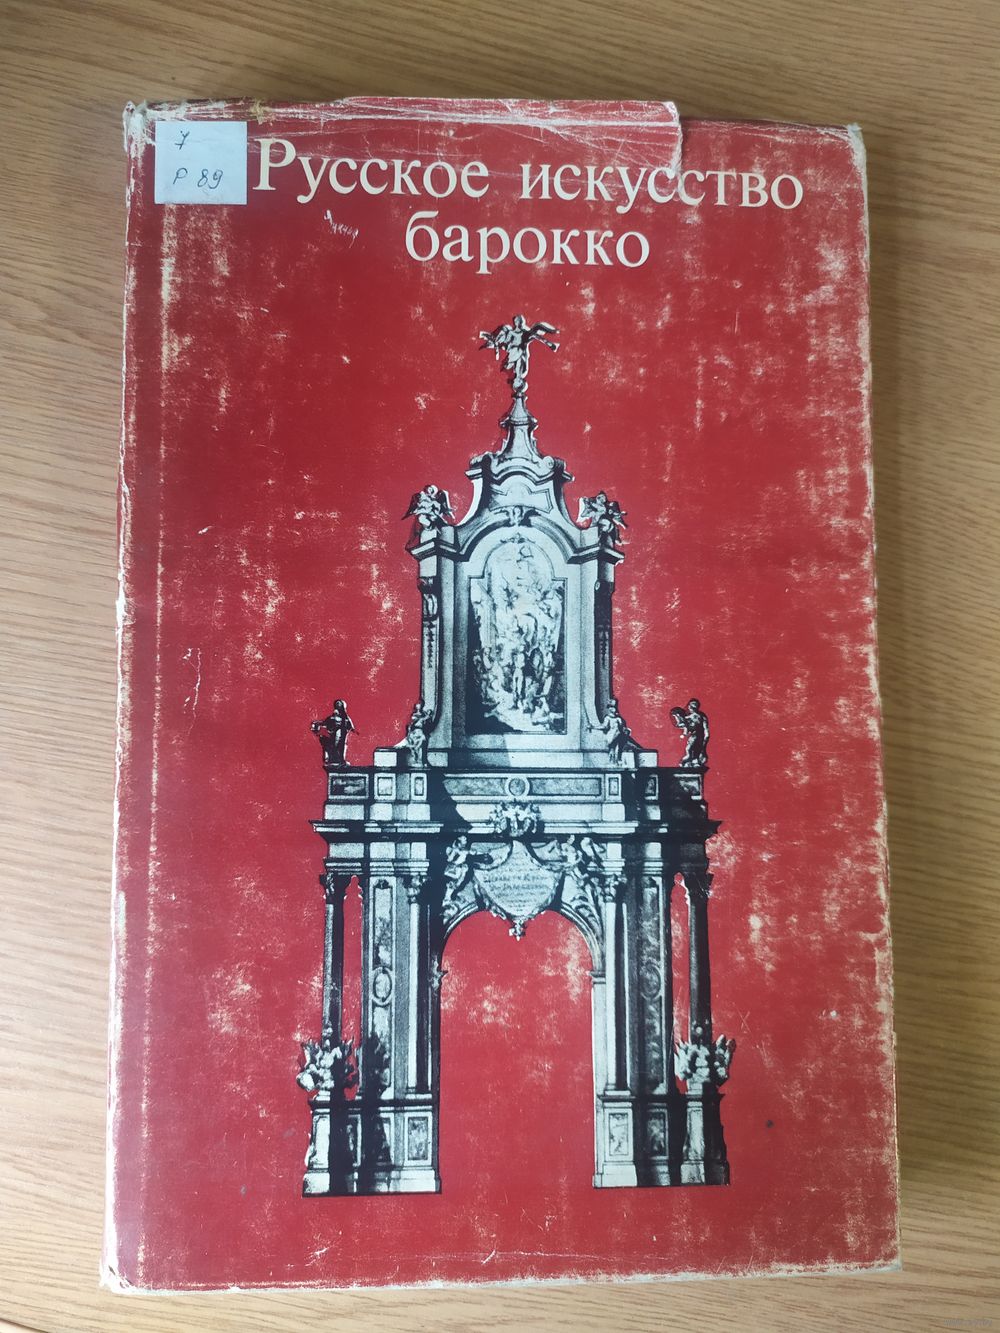 7
Р 89
Русское искусство
барокко